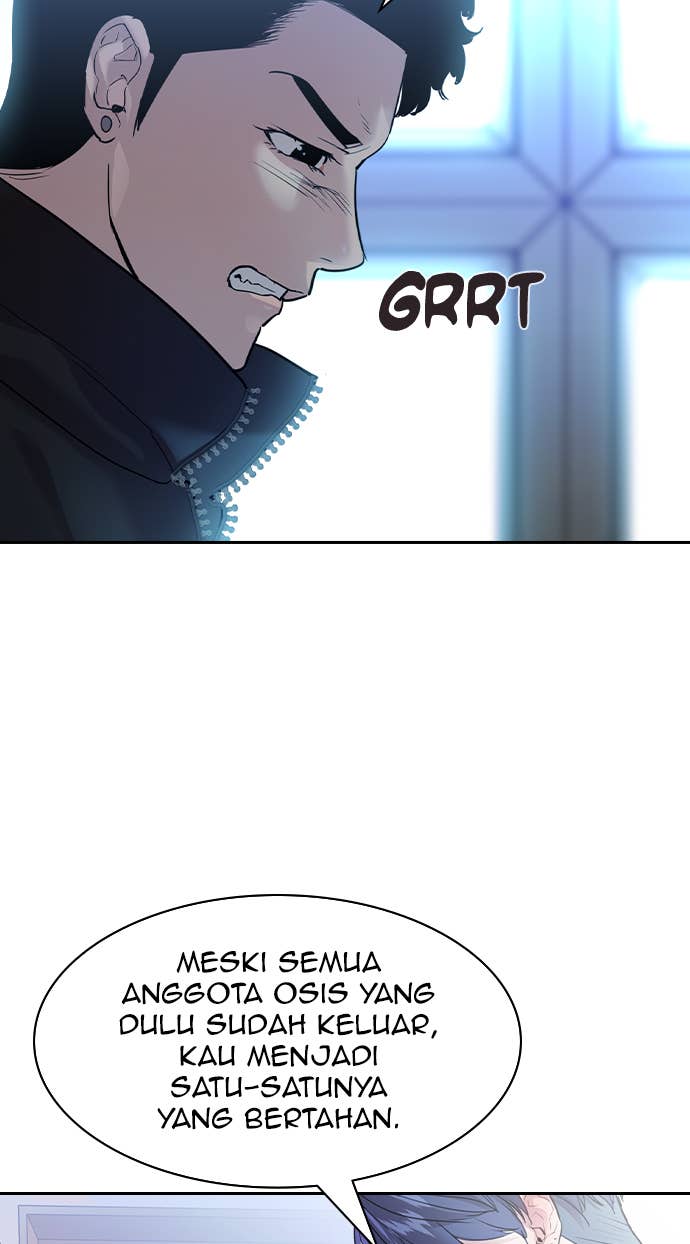 GRRT
MESKI SEMUA
ANGGOTA OSIS YANG
DULU SUDAH KELUAR,
KAU MENJADI
SATU-SATUNYA
YANG BERTAHAN.